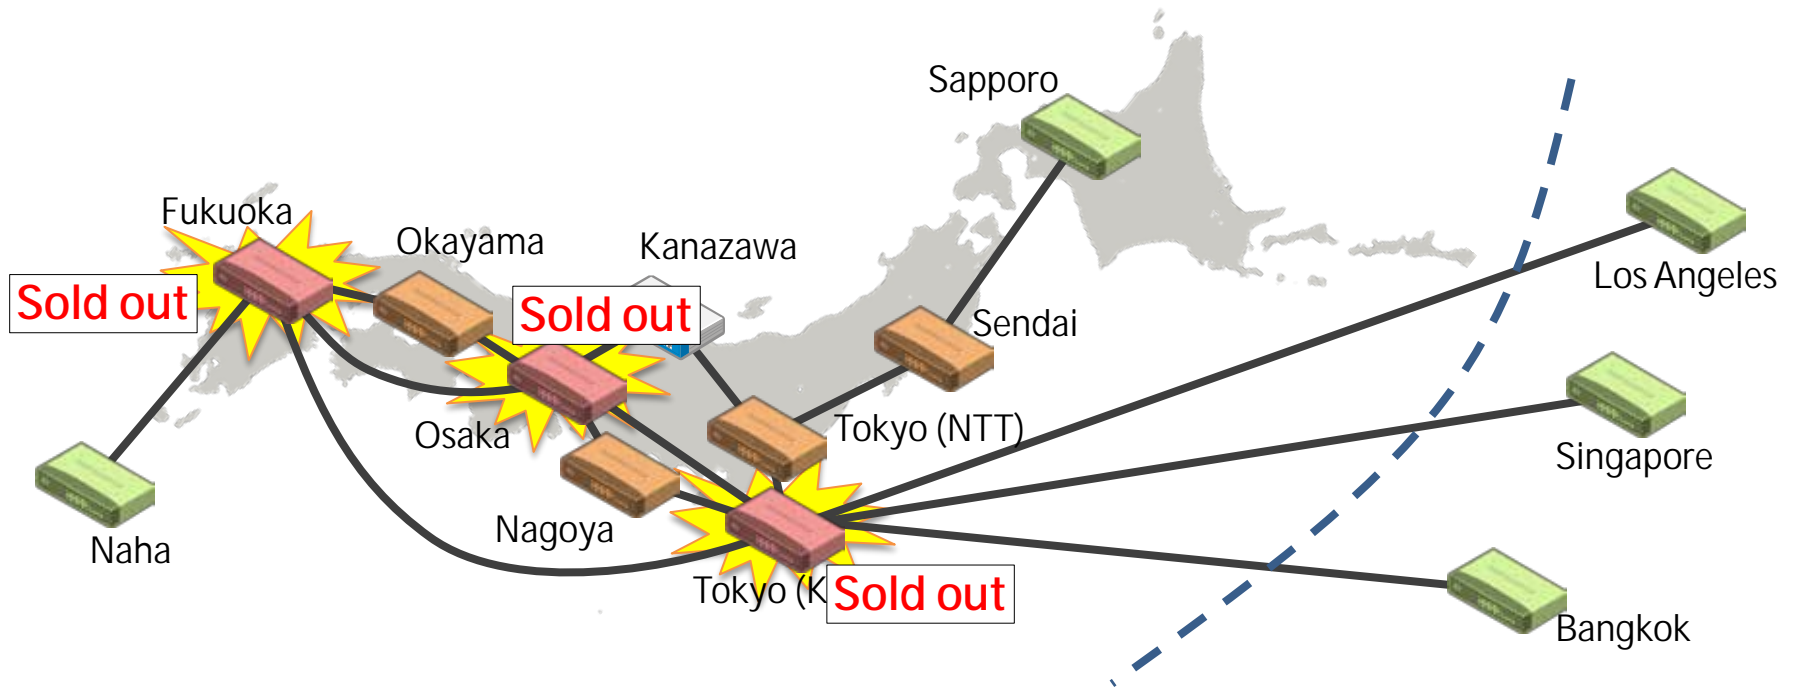 Sapporo
Fukuoka
Okayama
Kanazawa
Los Angeles
Sold out
Sold out
Sendai
Osaka
Tokyo (NTT)
Singapore
Nagoya
Naha
Tokyo (K
Sold out
Bangkok